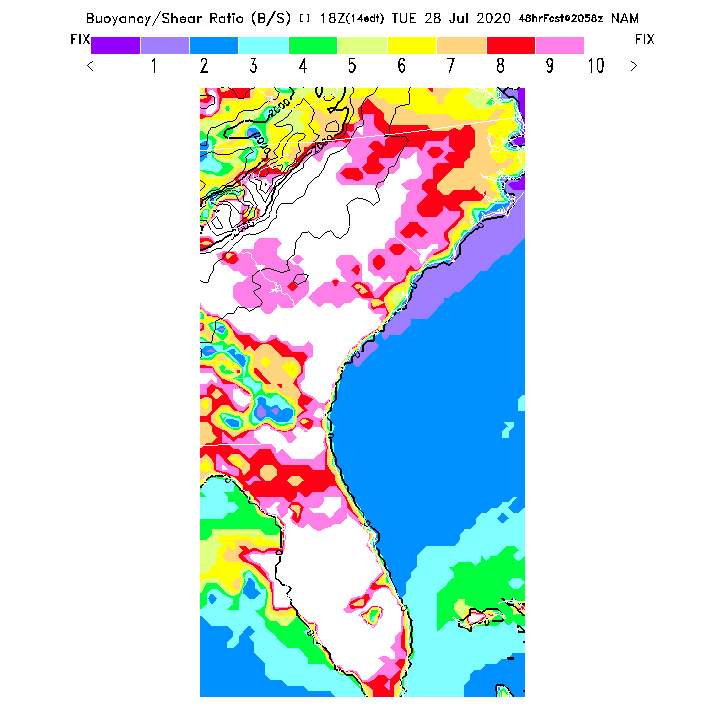 Buoyancy/Shear Ratio (B/S) [] 18Z(14edt) TUE 28 Jul 2020 48hrFcst@2058z NAM
FIX FIX
< 1 2 3 4 5 6 7 8 9 10 >
2000